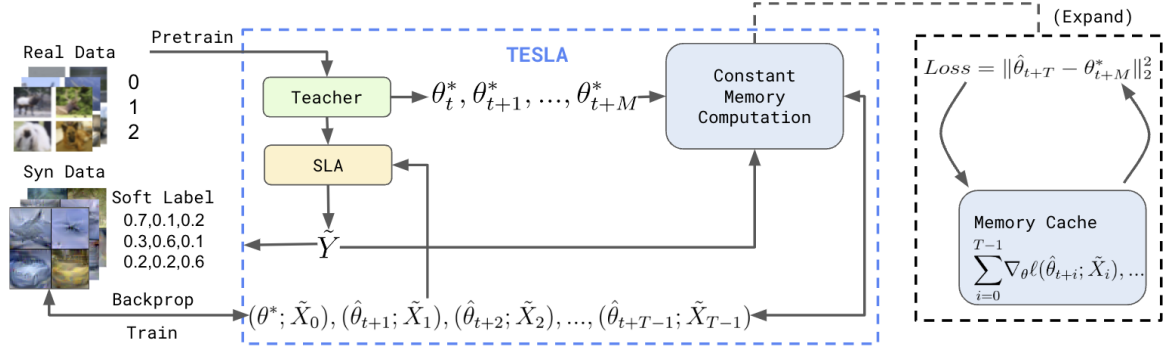 (Expand)
Pretrain
TESLA
Real Data
0
1
2
Teacher
θ*_t, θ*_{t+1}, ..., θ*_{t+M}
Constant
Memory
Computation
Loss = ‖θ̂_{t+T} − θ*_{t+M}‖²₂
SLA
Syn Data
Soft Label
0.7,0.1,0.2
0.3,0.6,0.1
0.2,0.2,0.6
Ỹ
Memory Cache
∑_{i=0}^{T−1} ∇_θ ℓ(θ̂_{t+i}; X̃_i), ...
Backprop
Train
(θ*; X̃_0), (θ̂_{t+1}; X̃_1), (θ̂_{t+2}; X̃_2), ..., (θ̂_{t+T−1}; X̃_{T−1})